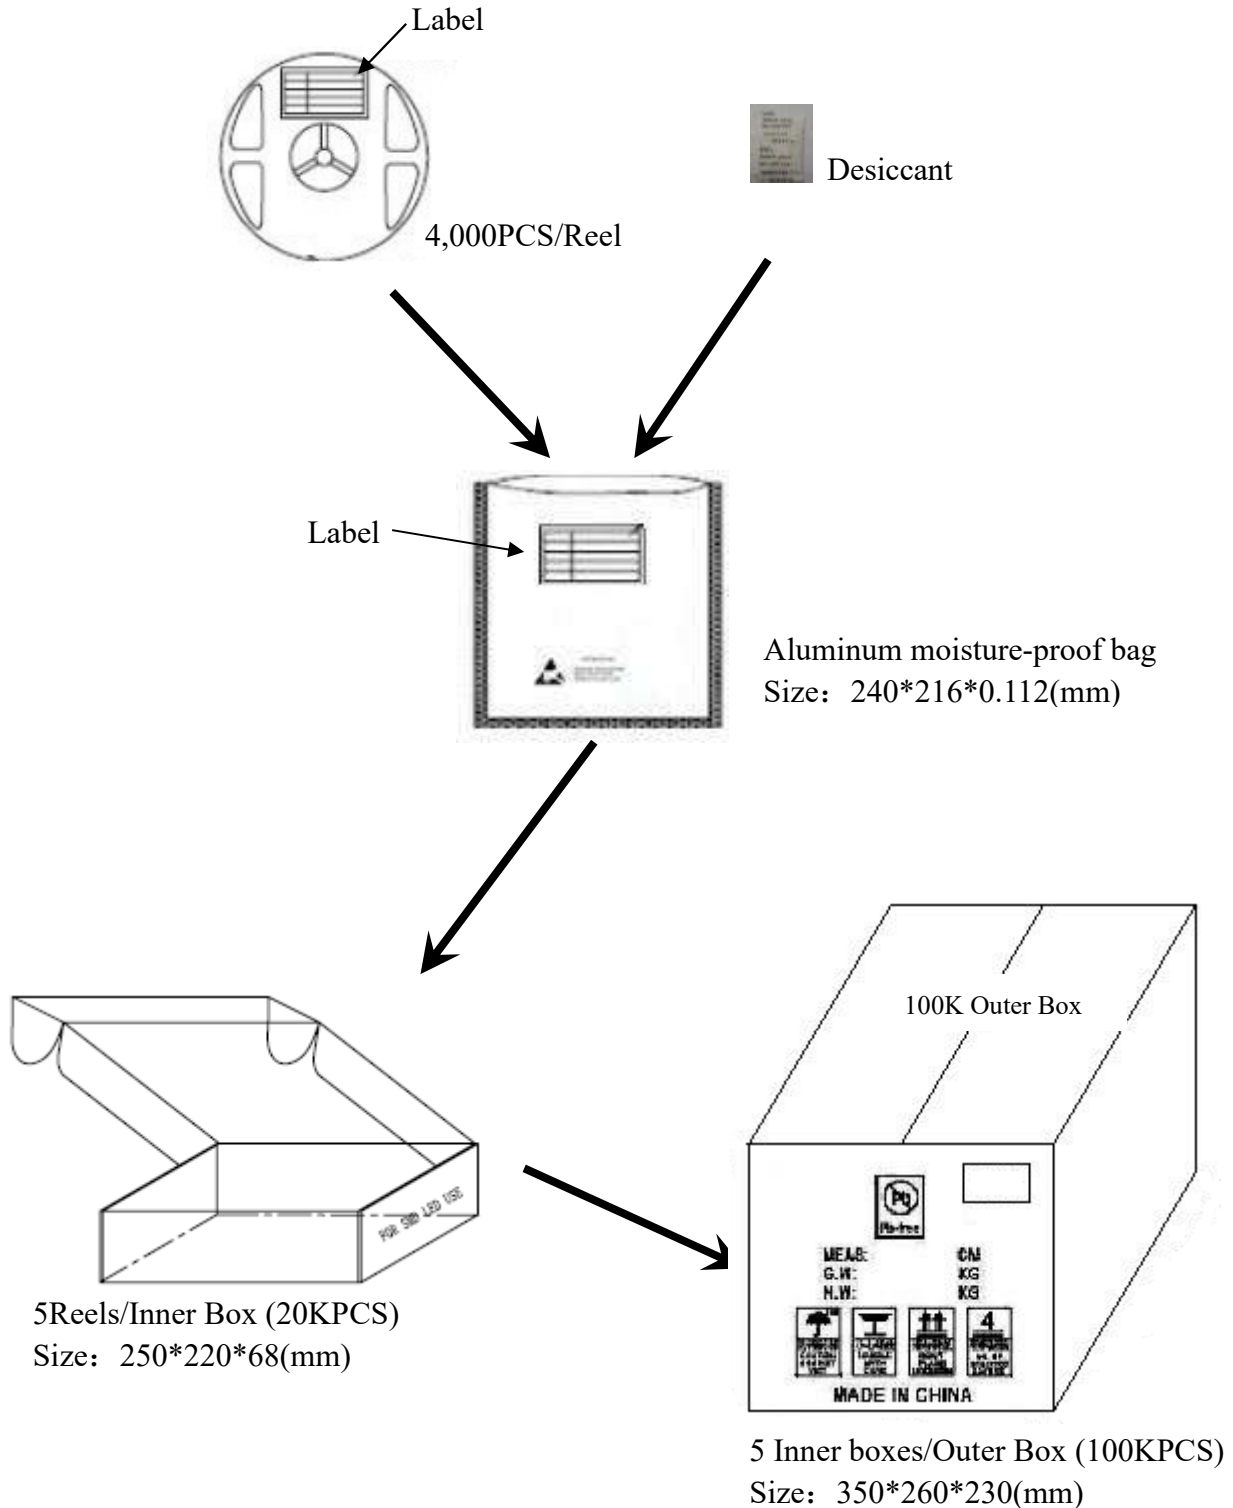 Label
Desiccant
4,000PCS/Reel
Label
Aluminum moisture-proof bag
Size：240*216*0.112(mm)
100K Outer Box
FOR SMD LED USE
Pb
Pb-free
MEAS: CM
G.W: KG
N.W: KG
4
MADE IN CHINA
5Reels/Inner Box (20KPCS)
Size：250*220*68(mm)
5 Inner boxes/Outer Box (100KPCS)
Size：350*260*230(mm)